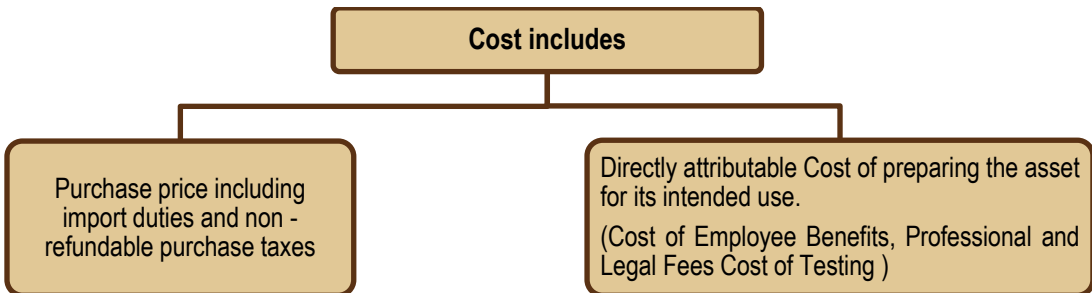 Cost includes
Purchase price including
import duties and non -
refundable purchase taxes
Directly attributable Cost of preparing the asset
for its intended use.
(Cost of Employee Benefits, Professional and
Legal Fees Cost of Testing )